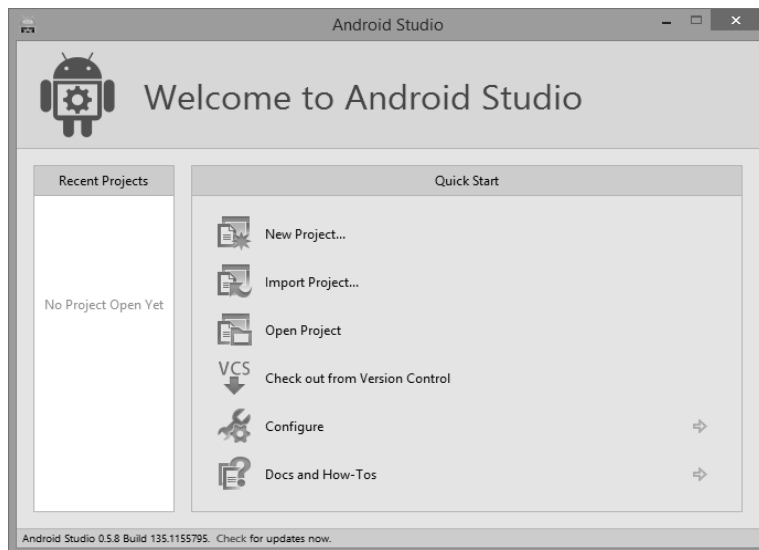 Android Studio
Welcome to Android Studio
Recent Projects
No Project Open Yet
Quick Start
New Project...
Import Project...
Open Project
VCS
Check out from Version Control
Configure
Docs and How-Tos
Android Studio 0.5.8 Build 135.1155795. Check for updates now.